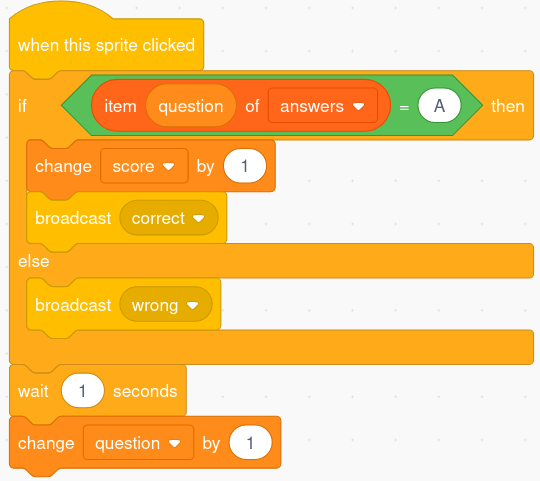 when this sprite clicked
if item question of answers = A then
change score by 1
broadcast correct
else
broadcast wrong
wait 1 seconds
change question by 1